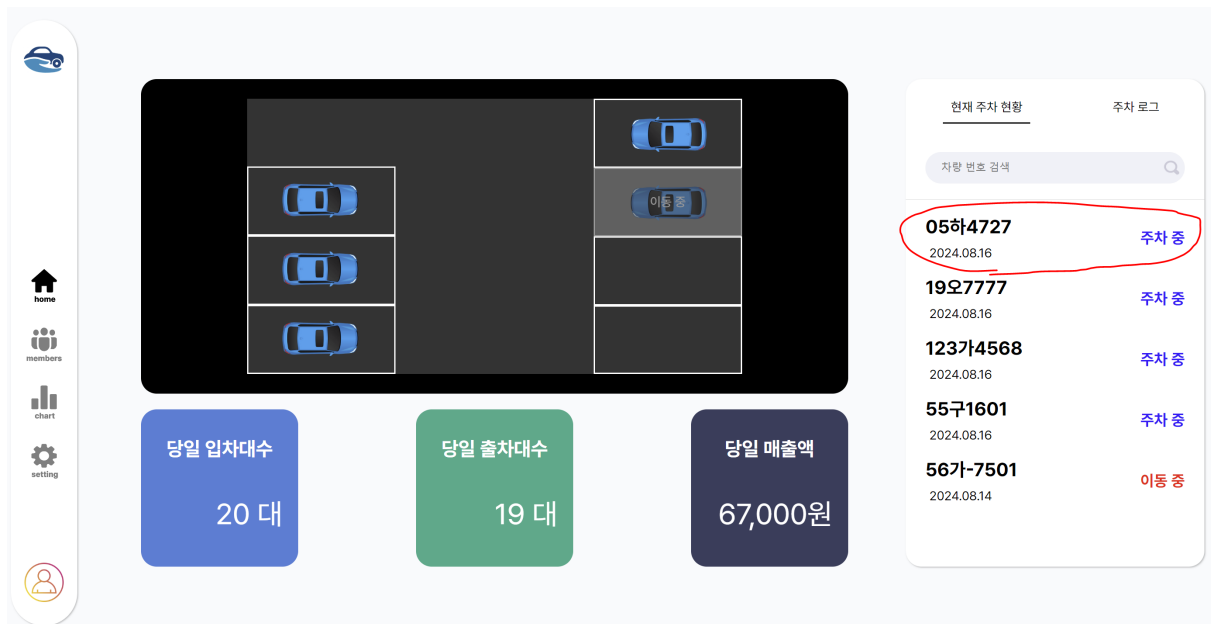 home
members
chart
setting
이동 중
당일 입차대수
20 대
당일 출차대수
19 대
당일 매출액
67,000원
현재 주차 현황
주차 로그
차량 번호 검색
05하4727
주차 중
2024.08.16
19오7777
주차 중
2024.08.16
123가4568
주차 중
2024.08.16
55구1601
주차 중
2024.08.16
56가-7501
이동 중
2024.08.14